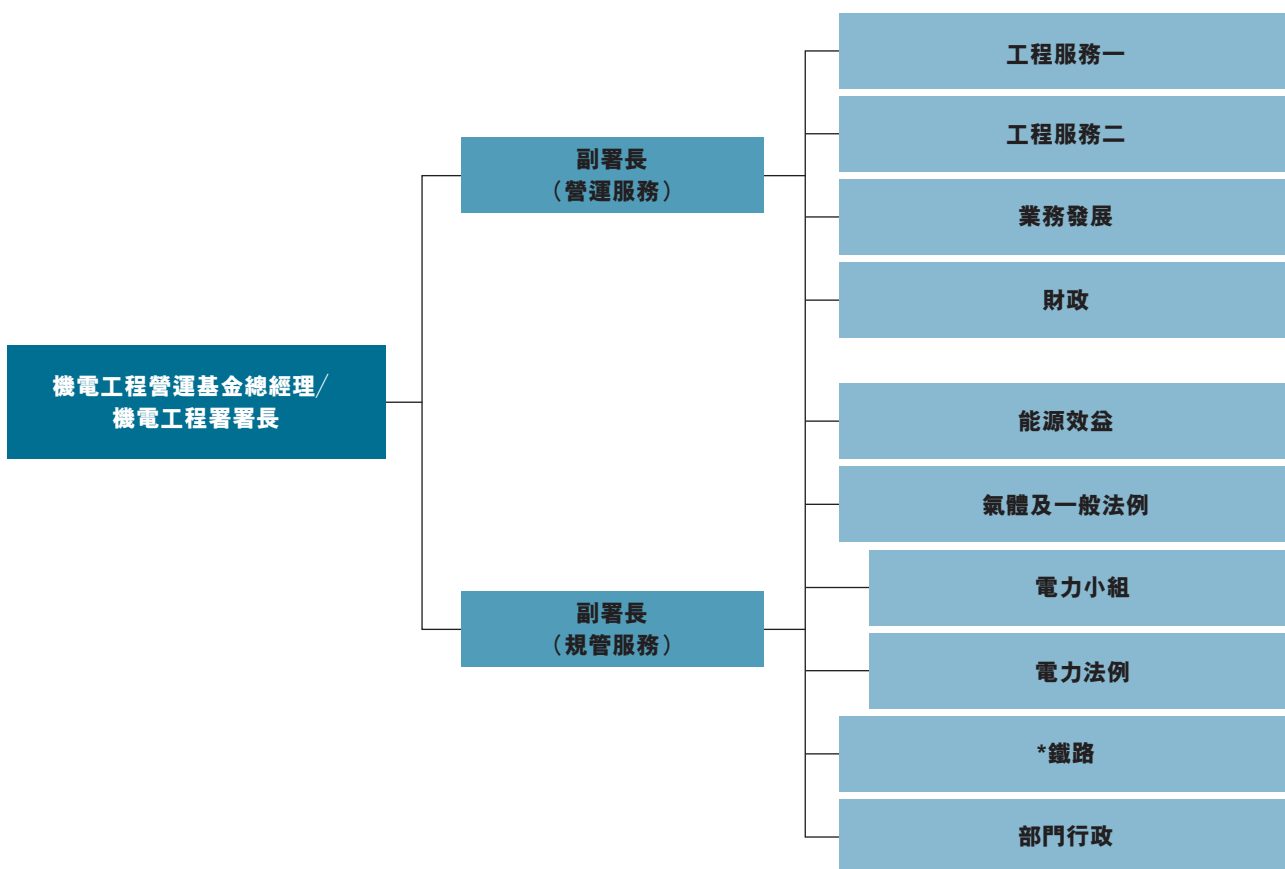 機電工程營運基金總經理/
機電工程署署長
副署長
（營運服務）
工程服務一
工程服務二
業務發展
財政
副署長
（規管服務）
能源效益
氣體及一般法例
電力小組
電力法例
*鐵路
部門行政